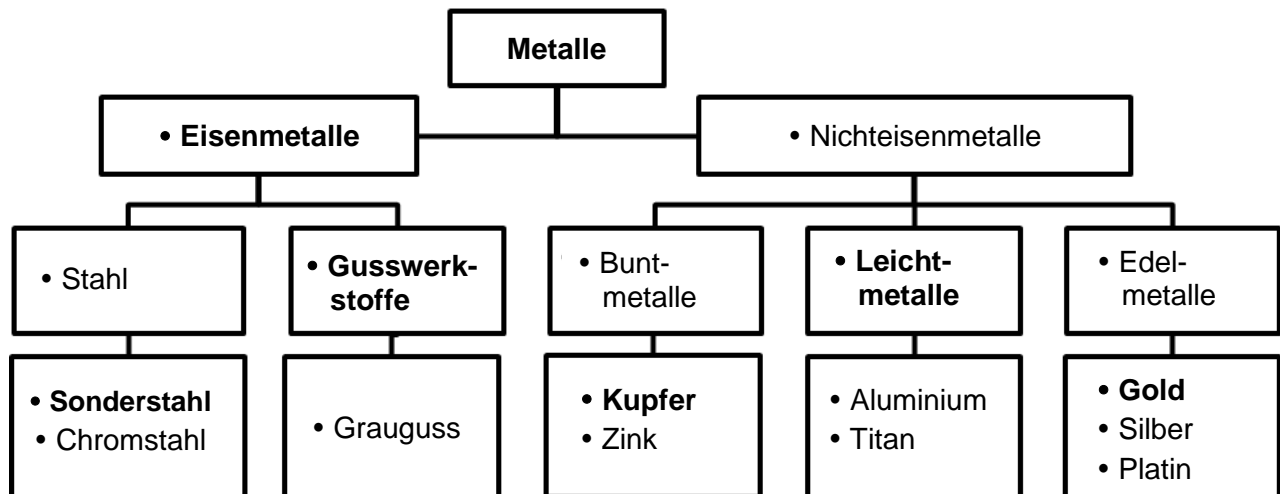 Metalle
• Eisenmetalle
• Nichteisenmetalle
• Stahl
• Gusswerk-
stoffe
• Bunt-
metalle
• Leicht-
metalle
• Edel-
metalle
• Sonderstahl
• Chromstahl
• Grauguss
• Kupfer
• Zink
• Aluminium
• Titan
• Gold
• Silber
• Platin